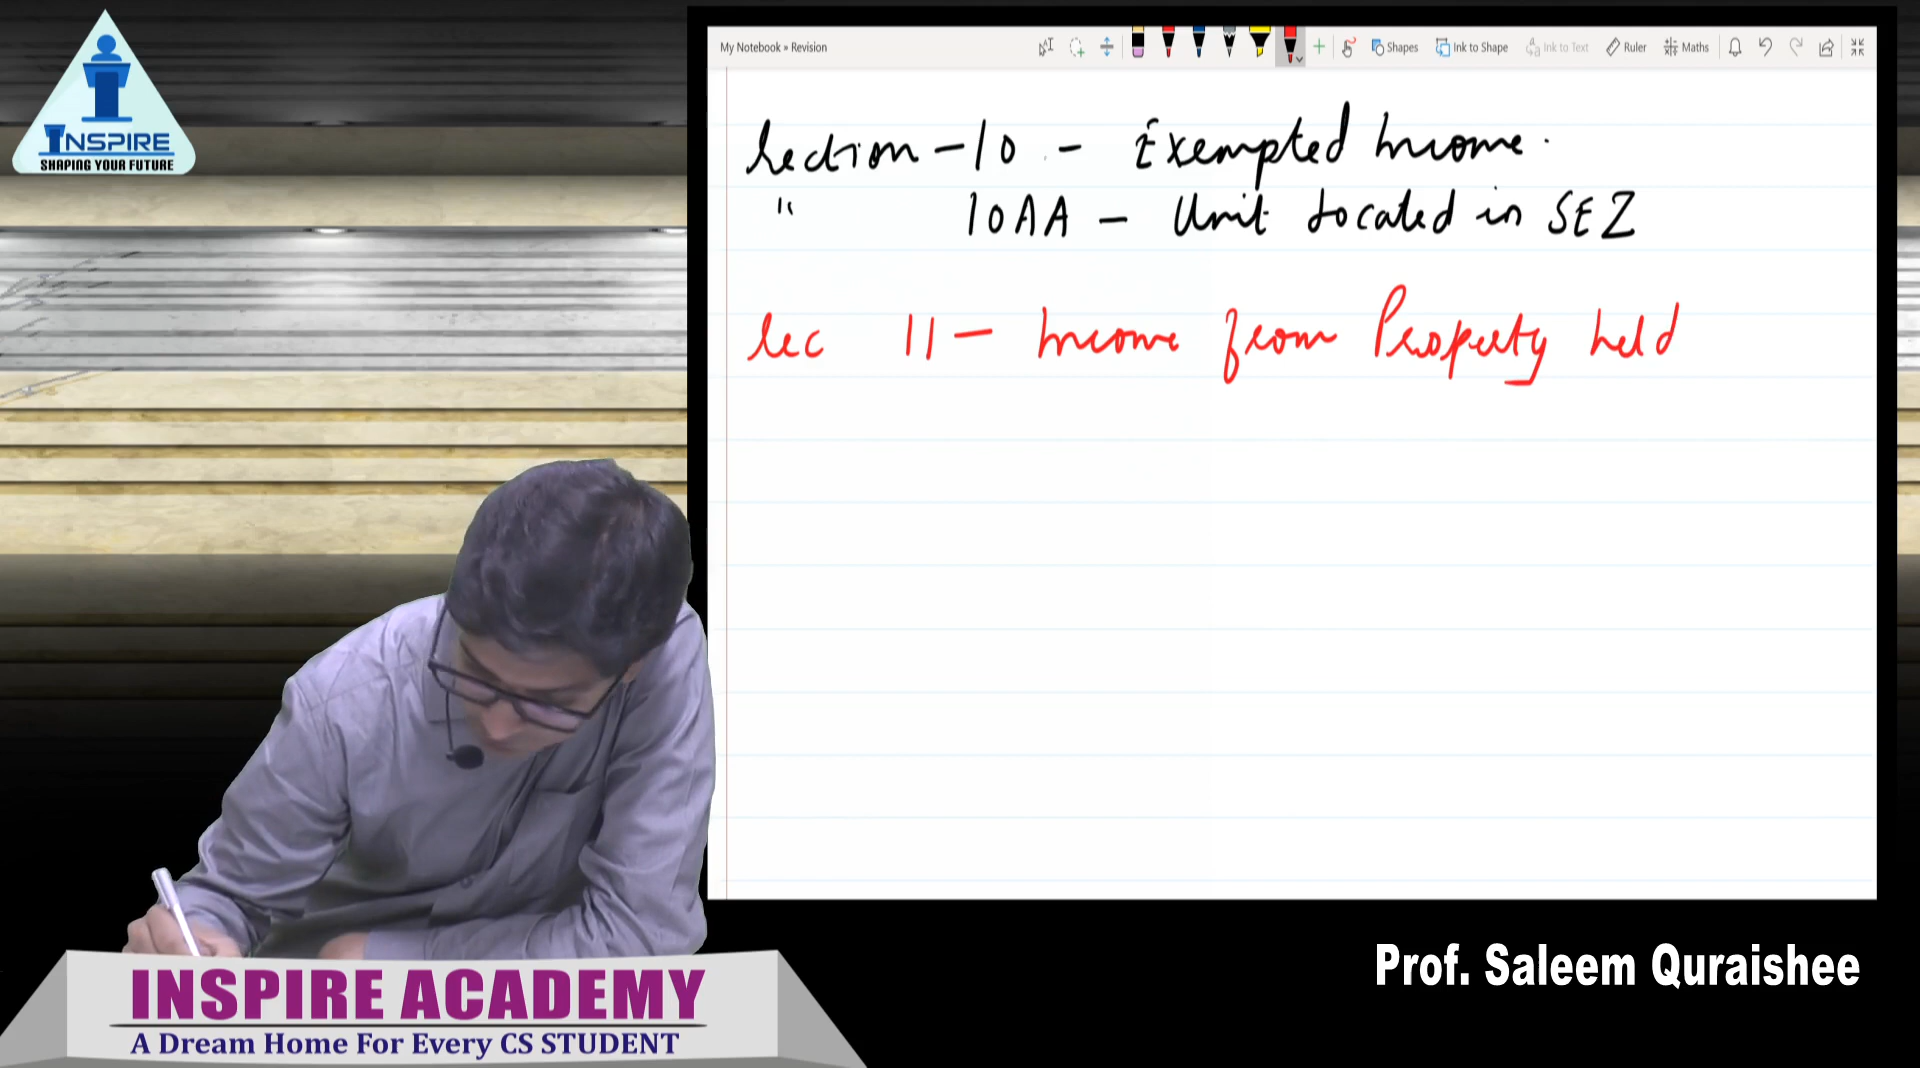 INSPIRE
SHAPING YOUR FUTURE
My Notebook » Revision
Shapes
Ink to Shape
Ink to Text
Ruler
Maths
Section - 10 - Exempted Income.
" 10AA - Unit Located in SEZ
Sec 11 - Income from Property held
INSPIRE ACADEMY
A Dream Home For Every CS STUDENT
Prof. Saleem Quraishee